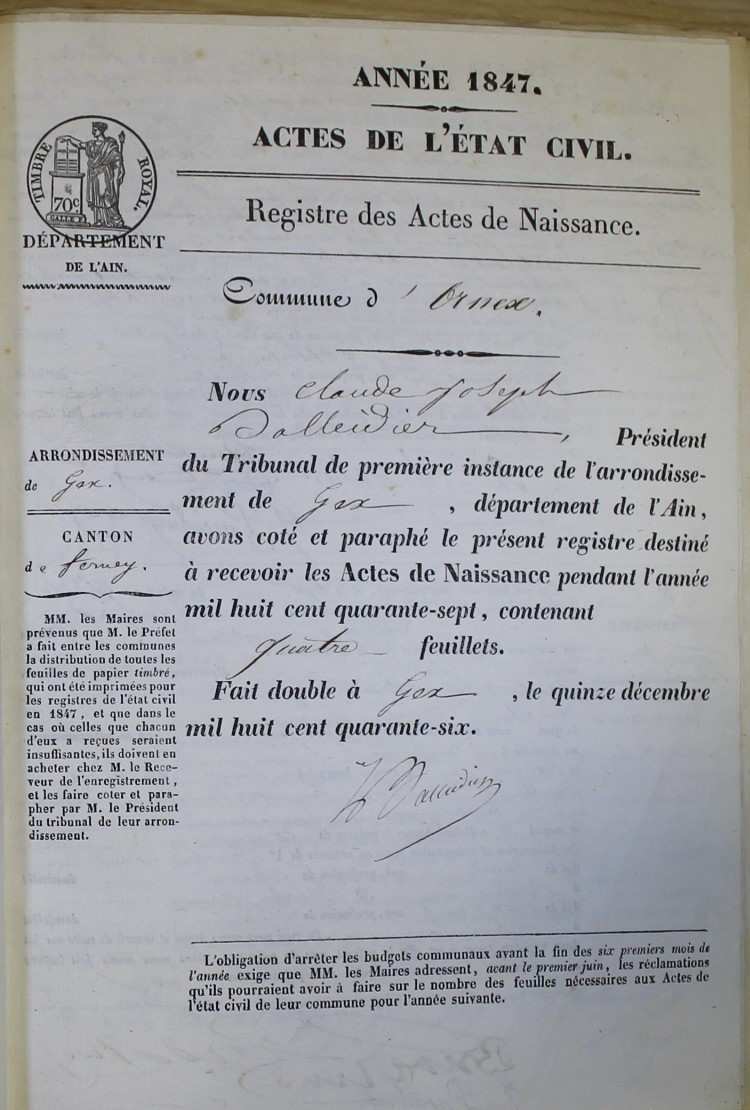 ANNÉE 1847.
ACTES DE L'ÉTAT CIVIL.
Registre des Actes de Naissance.
TIMBRE ROYAL.
70c
DÉPARTEMENT
DE L'AIN.
Commune d'Ornex.
Nous Claude Joseph
Dalleidier, Président
du Tribunal de première instance de l'arrondisse-
ment de Gex, département de l'Ain,
avons coté et paraphé le présent registre destiné
à recevoir les Actes de Naissance pendant l'année
mil huit cent quarante-sept, contenant
quatre feuillets.
Fait double à Gex, le quinze décembre
mil huit cent quarante-six.
Dalleidier
ARRONDISSEMENT
de Gex.
CANTON
de ferney.
MM. les Maires sont
prévenus que M. le Préfet
a fait entre les communes
la distribution de toutes les
feuilles de papier timbré,
qui ont été imprimées pour
les registres de l'état civil
en 1847, et que dans le
cas où celles que chacun
d'eux a reçues seraient
insuffisantes, ils doivent en
acheter chez M. le Rece-
veur de l'enregistrement,
et les faire coter et para-
pher par M. le Président
du tribunal de leur arron-
dissement.
L'obligation d'arrêter les budgets communaux avant la fin des six premiers mois de
l'année exige que MM. les Maires adressent, avant le premier juin, les réclamations
qu'ils pourraient avoir à faire sur le nombre des feuilles nécessaires aux Actes de
l'état civil de leur commune pour l'année suivante.